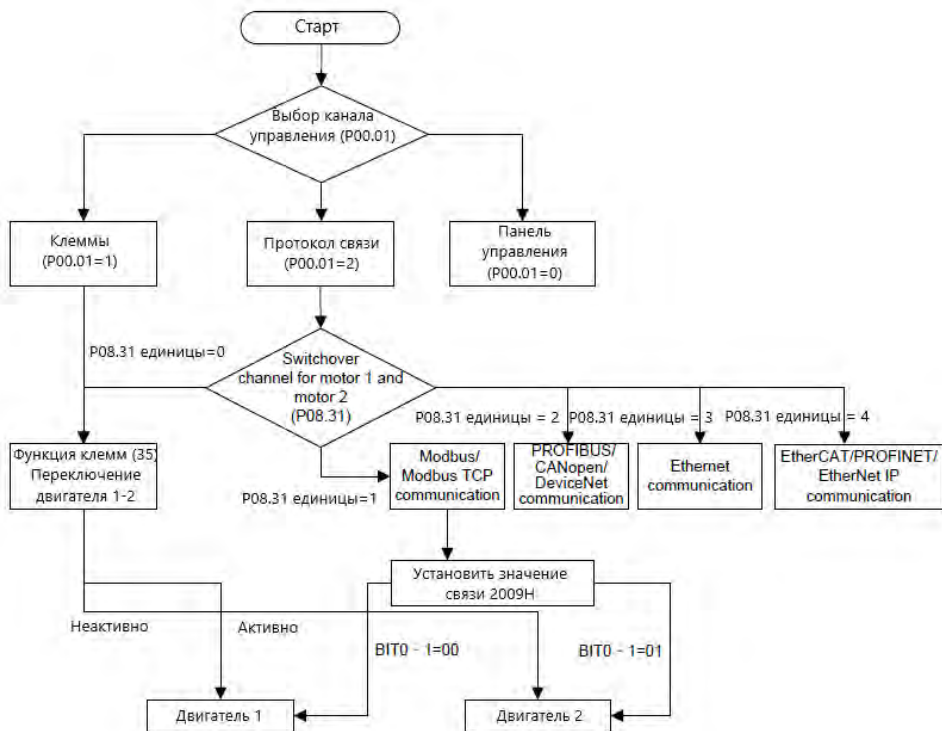 Старт
Выбор канала
управления (P00.01)
Клеммы
(P00.01=1)
Протокол связи
(P00.01=2)
Панель
управления
(P00.01=0)
P08.31 единицы=0
Switchover
channel for motor 1 and
motor 2
(P08.31)
P08.31 единицы = 2
P08.31 единицы = 3
P08.31 единицы = 4
Функция клемм (35)
Переключение
двигателя 1-2
P08.31 единицы=1
Modbus/
Modbus TCP
communication
PROFIBUS/
CANopen/
DeviceNet
communication
Ethernet
communication
EtherCAT/PROFINET/
EtherNet IP
communication
Установить значение
связи 2009H
Неактивно
Активно
BIT0 - 1=00
BIT0 - 1=01
Двигатель 1
Двигатель 2